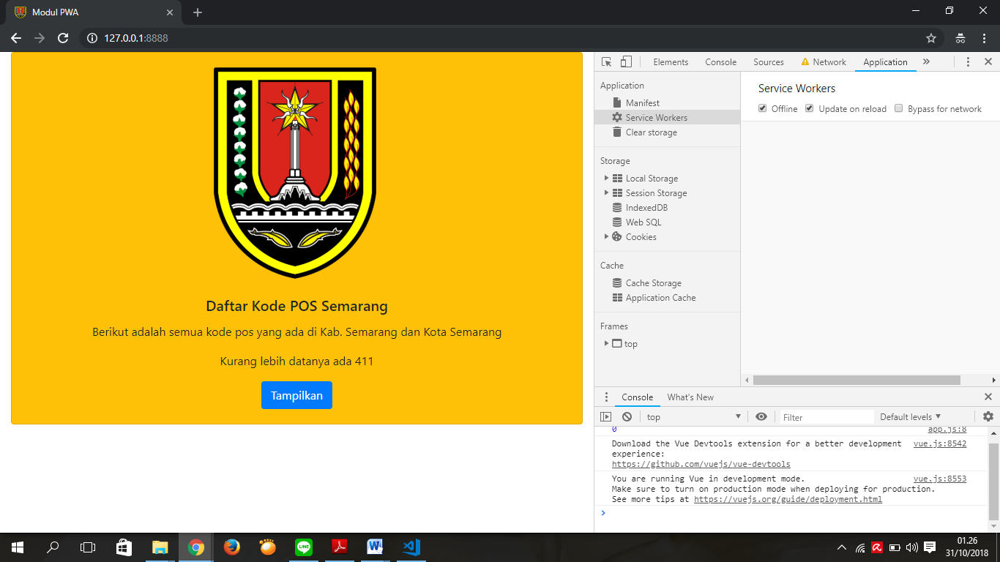 Modul PWA
127.0.0.1:8888
Daftar Kode POS Semarang
Berikut adalah semua kode pos yang ada di Kab. Semarang dan Kota Semarang
Kurang lebih datanya ada 411
Tampilkan
Elements Console Sources Network Application
Application
Manifest
Service Workers
Clear storage
Storage
Local Storage
Session Storage
IndexedDB
Web SQL
Cookies
Cache
Cache Storage
Application Cache
Frames
top
Service Workers
Offline Update on reload Bypass for network
Console What's New
top Filter Default levels
0 app.js:8
Download the Vue Devtools extension for a better development vue.js:8542
experience:
https://github.com/vuejs/vue-devtools
You are running Vue in development mode. vue.js:8553
Make sure to turn on production mode when deploying for production.
See more tips at https://vuejs.org/guide/deployment.html
LINE
W
01.26
31/10/2018